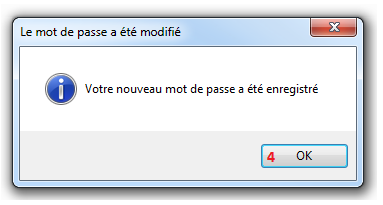 Le mot de passe a été modifié
Votre nouveau mot de passe a été enregistré
4 OK